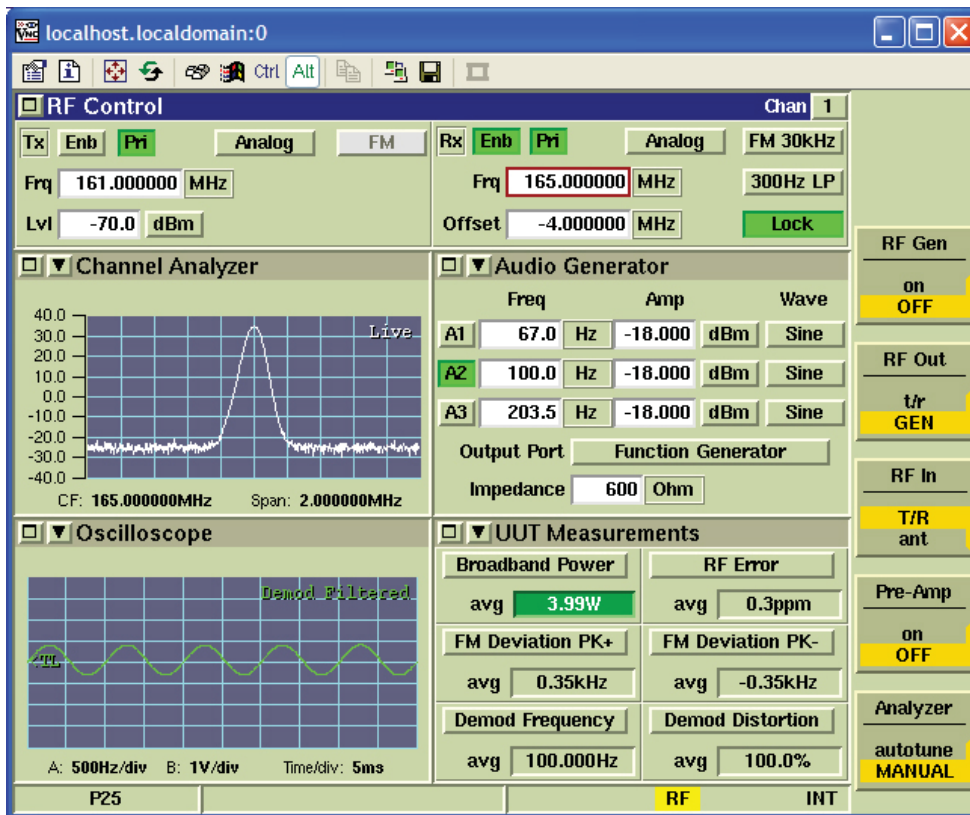 localhost.localdomain:0
Ctrl Alt
RF Control
Chan 1
Tx Enb Pri Analog FM
Frq 161.000000 MHz
Lvl -70.0 dBm
Rx Enb Pri Analog FM 30kHz
Frq 165.000000 MHz 300Hz LP
Offset -4.000000 MHz Lock
Channel Analyzer
Live
40.0
30.0
20.0
10.0
0.0
-10.0
-20.0
-30.0
-40.0
CF: 165.000000MHz Span: 2.000000MHz
Audio Generator
Freq Amp Wave
A1 67.0 Hz -18.000 dBm Sine
A2 100.0 Hz -18.000 dBm Sine
A3 203.5 Hz -18.000 dBm Sine
Output Port Function Generator
Impedance 600 Ohm
Oscilloscope
Demod Filtered
A: 500Hz/div B: 1V/div Time/div: 5ms
UUT Measurements
Broadband Power RF Error
avg 3.99W avg 0.3ppm
FM Deviation PK+ FM Deviation PK-
avg 0.35kHz avg -0.35kHz
Demod Frequency Demod Distortion
avg 100.000Hz avg 100.0%
RF Gen
on
OFF
RF Out
t/r
GEN
RF In
T/R
ant
Pre-Amp
on
OFF
Analyzer
autotune
MANUAL
P25 RF INT